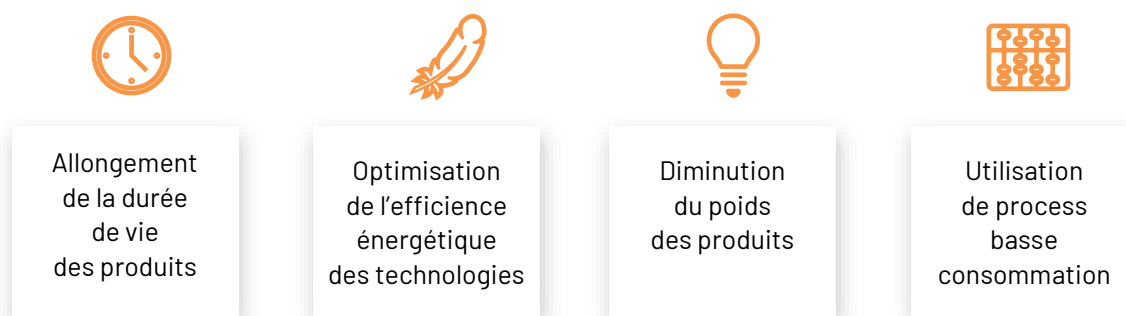 Allongement
de la durée
de vie
des produits
Optimisation
de l'efficience
énergétique
des technologies
Diminution
du poids
des produits
Utilisation
de process
basse
consommation